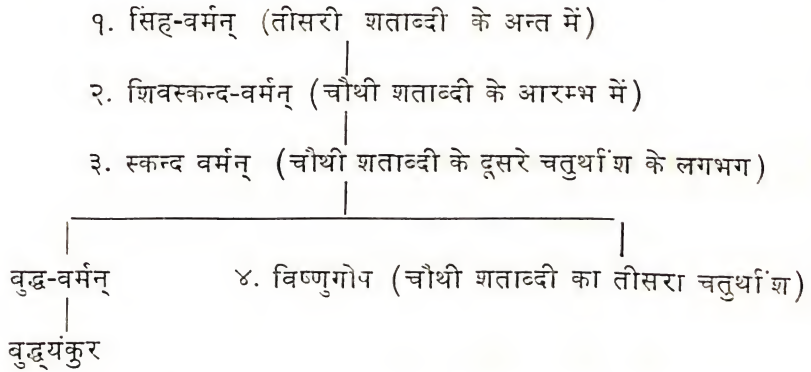 १. सिंह-वर्मन् (तीसरी शताब्दी के अन्त में)
२. शिवस्कन्द-वर्मन् (चौथी शताब्दी के आरम्भ में)
३. स्कन्द वर्मन् (चौथी शताब्दी के दूसरे चतुर्थांश के लगभग)
बुद्ध-वर्मन् ४. विष्णुगोप (चौथी शताब्दी का तीसरा चतुर्थांश)
बुद्ध्यंकुर